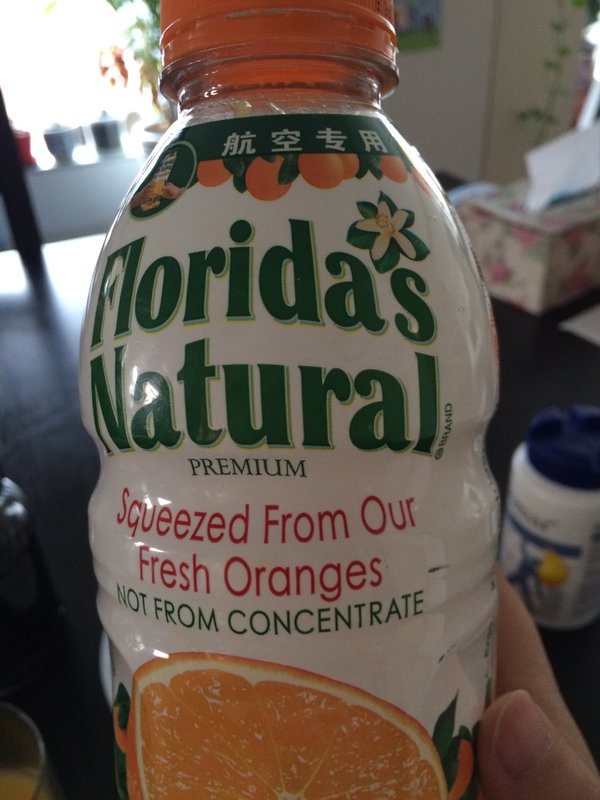 航空专用
Florida's
Natural
® BRAND
PREMIUM
Squeezed From Our
Fresh Oranges
NOT FROM CONCENTRATE